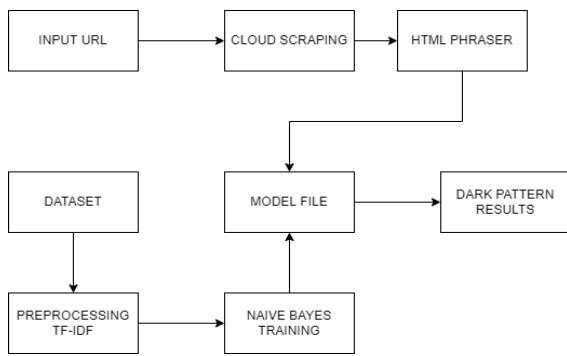 INPUT URL
CLOUD SCRAPING
HTML PHRASER
DATASET
MODEL FILE
DARK PATTERN
RESULTS
PREPROCESSING
TF-IDF
NAIVE BAYES
TRAINING